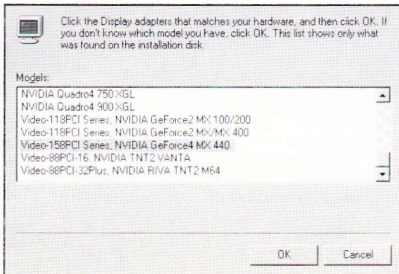 Click the Display adapters that matches your hardware, and then click OK. If
you don't know which model you have, click OK. This list shows only what
was found on the installation disk.
Models:
NVIDIA Quadro4 750 XGL
NVIDIA Quadro4 900 XGL
Video-118PCI Series, NVIDIA GeForce2 MX 100/200
Video-118PCI Series, NVIDIA GeForce2 MX/MX 400
Video-158PCI Series, NVIDIA GeForce4 MX 440
Video-88PCI-16, NVIDIA TNT2 VANTA
Video-88PCI-32Plus, NVIDIA RIVA TNT2 M64
OK
Cancel